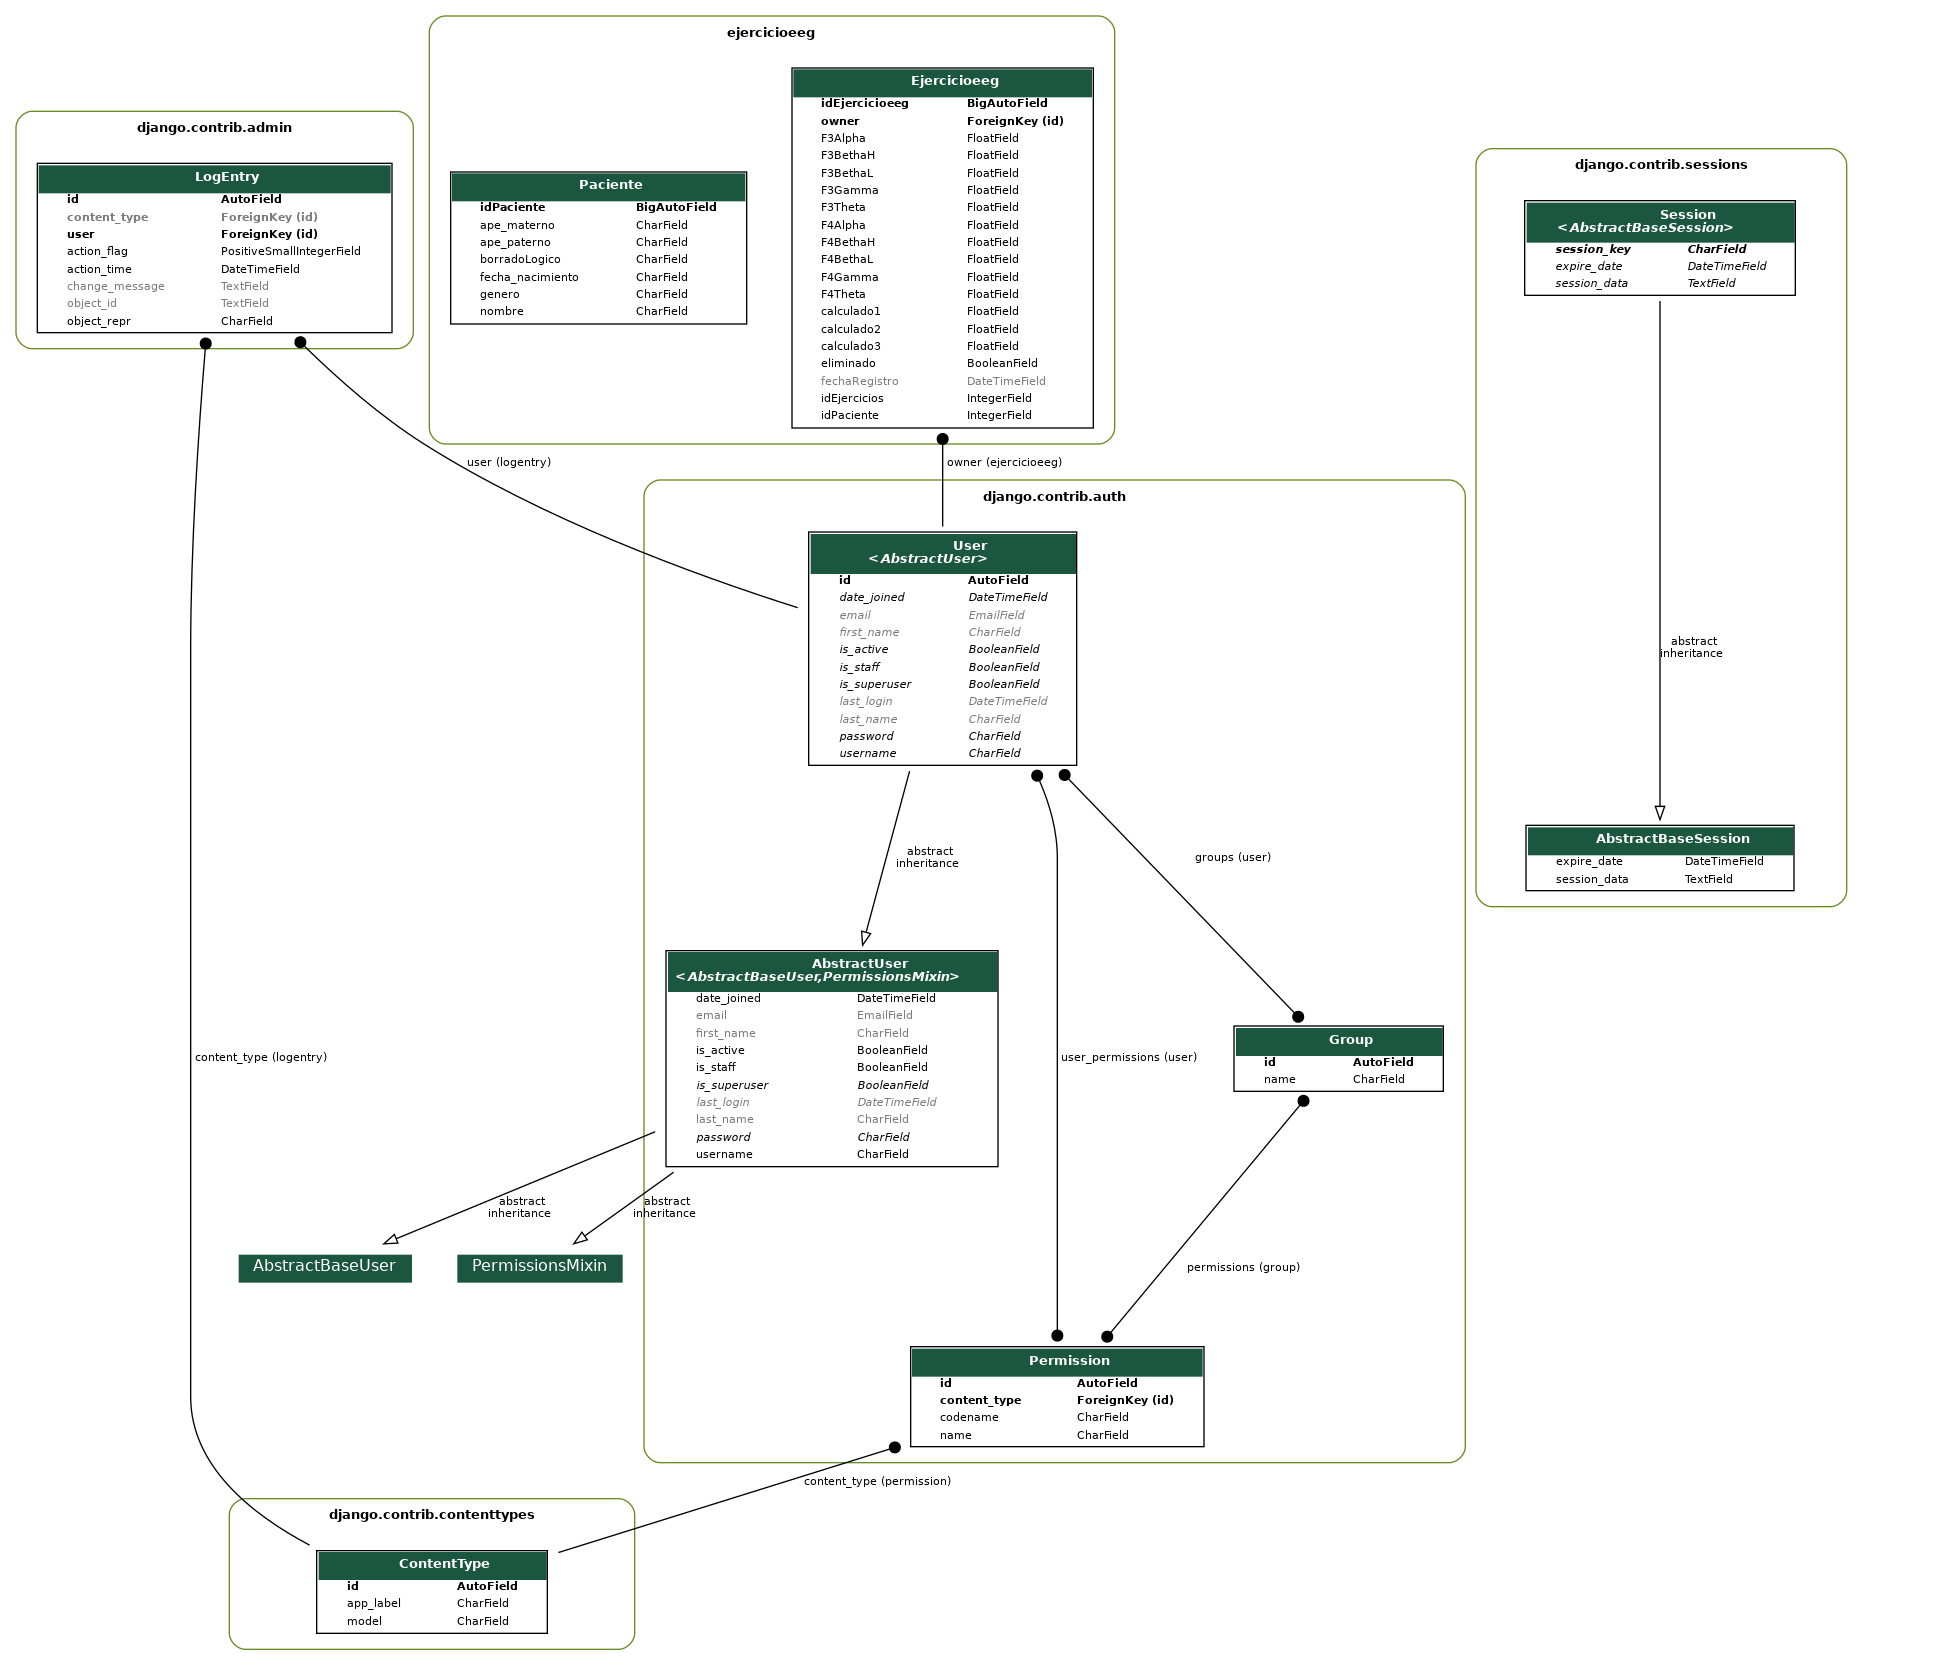 ejercicioeeg
Ejercicioeeg
idEjercicioeeg BigAutoField
owner ForeignKey (id)
F3Alpha FloatField
F3BethaH FloatField
F3BethaL FloatField
F3Gamma FloatField
F3Theta FloatField
F4Alpha FloatField
F4BethaH FloatField
F4BethaL FloatField
F4Gamma FloatField
F4Theta FloatField
calculado1 FloatField
calculado2 FloatField
calculado3 FloatField
eliminado BooleanField
fechaRegistro DateTimeField
idEjercicios IntegerField
idPaciente IntegerField
Paciente
idPaciente BigAutoField
ape_materno CharField
ape_paterno CharField
borradoLogico CharField
fecha_nacimiento CharField
genero CharField
nombre CharField
django.contrib.admin
LogEntry
id AutoField
content_type ForeignKey (id)
user ForeignKey (id)
action_flag PositiveSmallIntegerField
action_time DateTimeField
change_message TextField
object_id TextField
object_repr CharField
django.contrib.sessions
Session
<AbstractBaseSession>
session_key CharField
expire_date DateTimeField
session_data TextField
abstract
inheritance
AbstractBaseSession
expire_date DateTimeField
session_data TextField
user (logentry)
owner (ejercicioeeg)
django.contrib.auth
User
<AbstractUser>
id AutoField
date_joined DateTimeField
email EmailField
first_name CharField
is_active BooleanField
is_staff BooleanField
is_superuser BooleanField
last_login DateTimeField
last_name CharField
password CharField
username CharField
abstract
inheritance
groups (user)
AbstractUser
<AbstractBaseUser,PermissionsMixin>
date_joined DateTimeField
email EmailField
first_name CharField
is_active BooleanField
is_staff BooleanField
is_superuser BooleanField
last_login DateTimeField
last_name CharField
password CharField
username CharField
content_type (logentry)
user_permissions (user)
Group
id AutoField
name CharField
abstract
inheritance
abstract
inheritance
AbstractBaseUser
PermissionsMixin
permissions (group)
Permission
id AutoField
content_type ForeignKey (id)
codename CharField
name CharField
content_type (permission)
django.contrib.contenttypes
ContentType
id AutoField
app_label CharField
model CharField